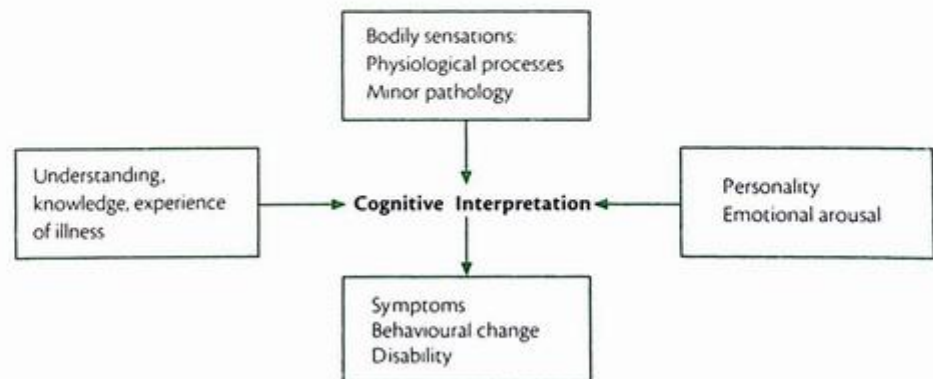 Bodily sensations:
Physiological processes
Minor pathology
Understanding,
knowledge, experience
of illness
Cognitive Interpretation
Personality
Emotional arousal
Symptoms
Behavioural change
Disability